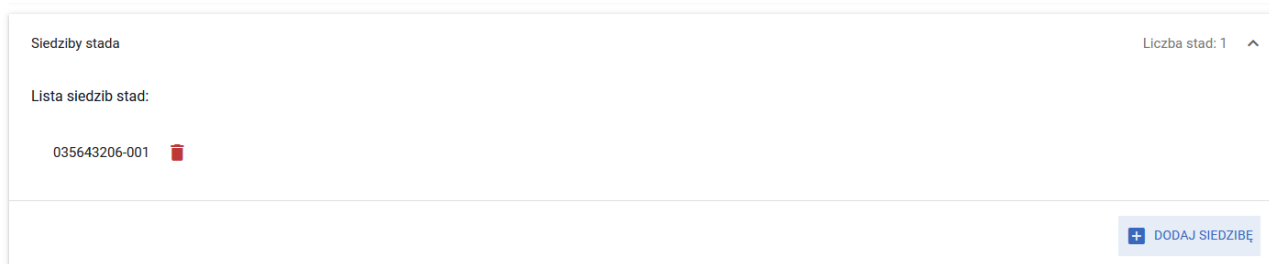 Siedziby stada
Liczba stad: 1
Lista siedzib stad:
035643206-001
DODAJ SIEDZIBĘ